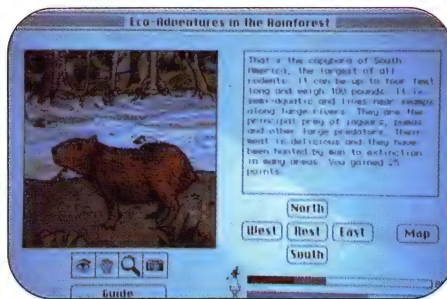 Eco-Adventures in the Rainforest
That s the capybara of South
America, the largest of all
rodents. It can be up to four feet
long and weigh 100 pounds. It is
semi-aquatic and lives near swamps
along large rivers. They are the
principal prey of jaguars, pumas
and other large predators. Their
meat is delicious and they have
been hunted by man to extinction
in many areas. You gained 25
points.
North
West Rest East Map
South
Guide